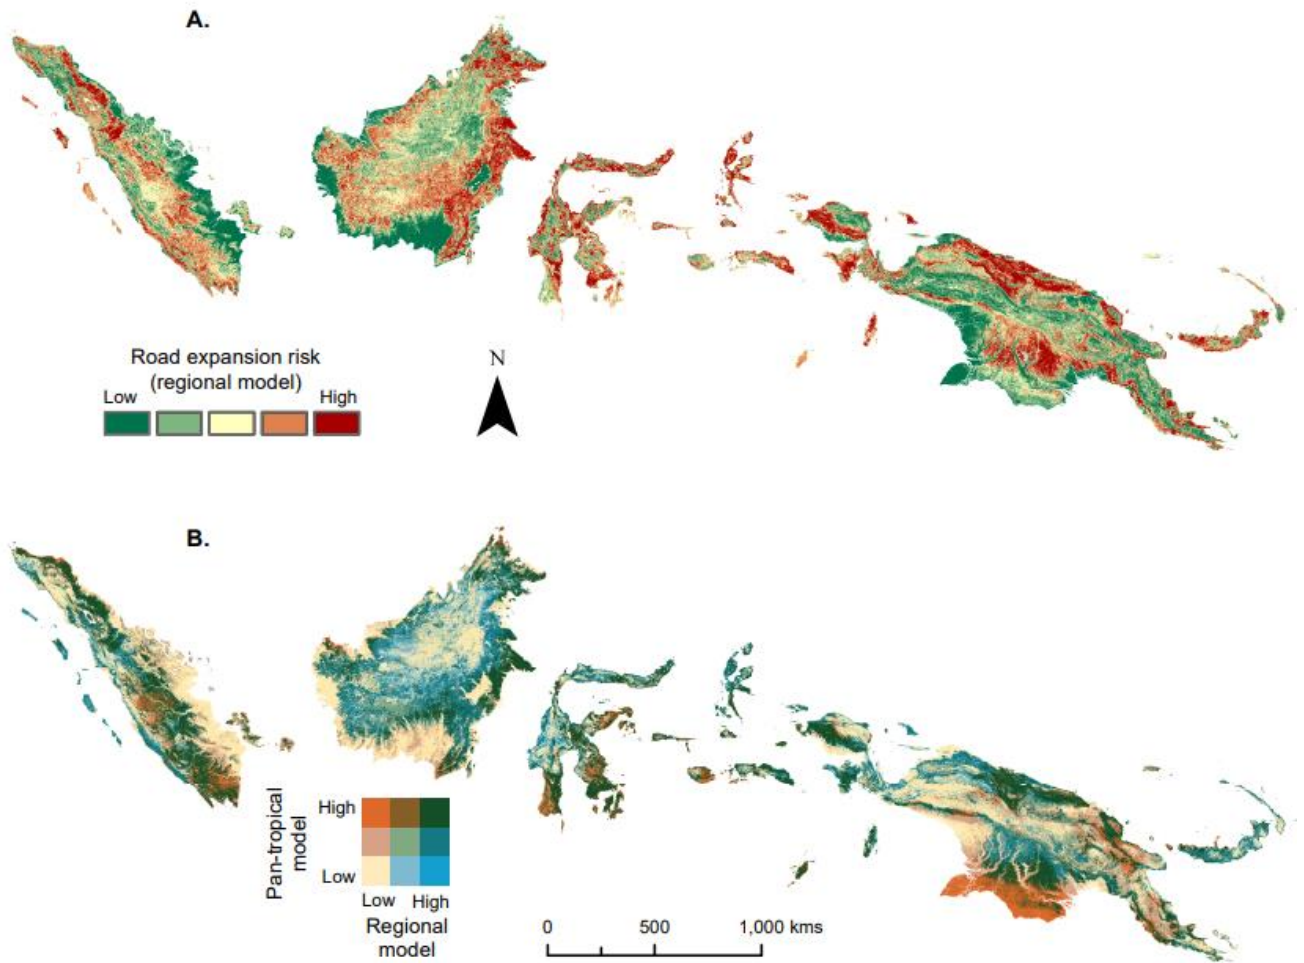 A.
Road expansion risk
(regional model)
Low High
N
B.
Pan-tropical
model
High
Low
Low High
Regional
model
0 500 1,000 kms